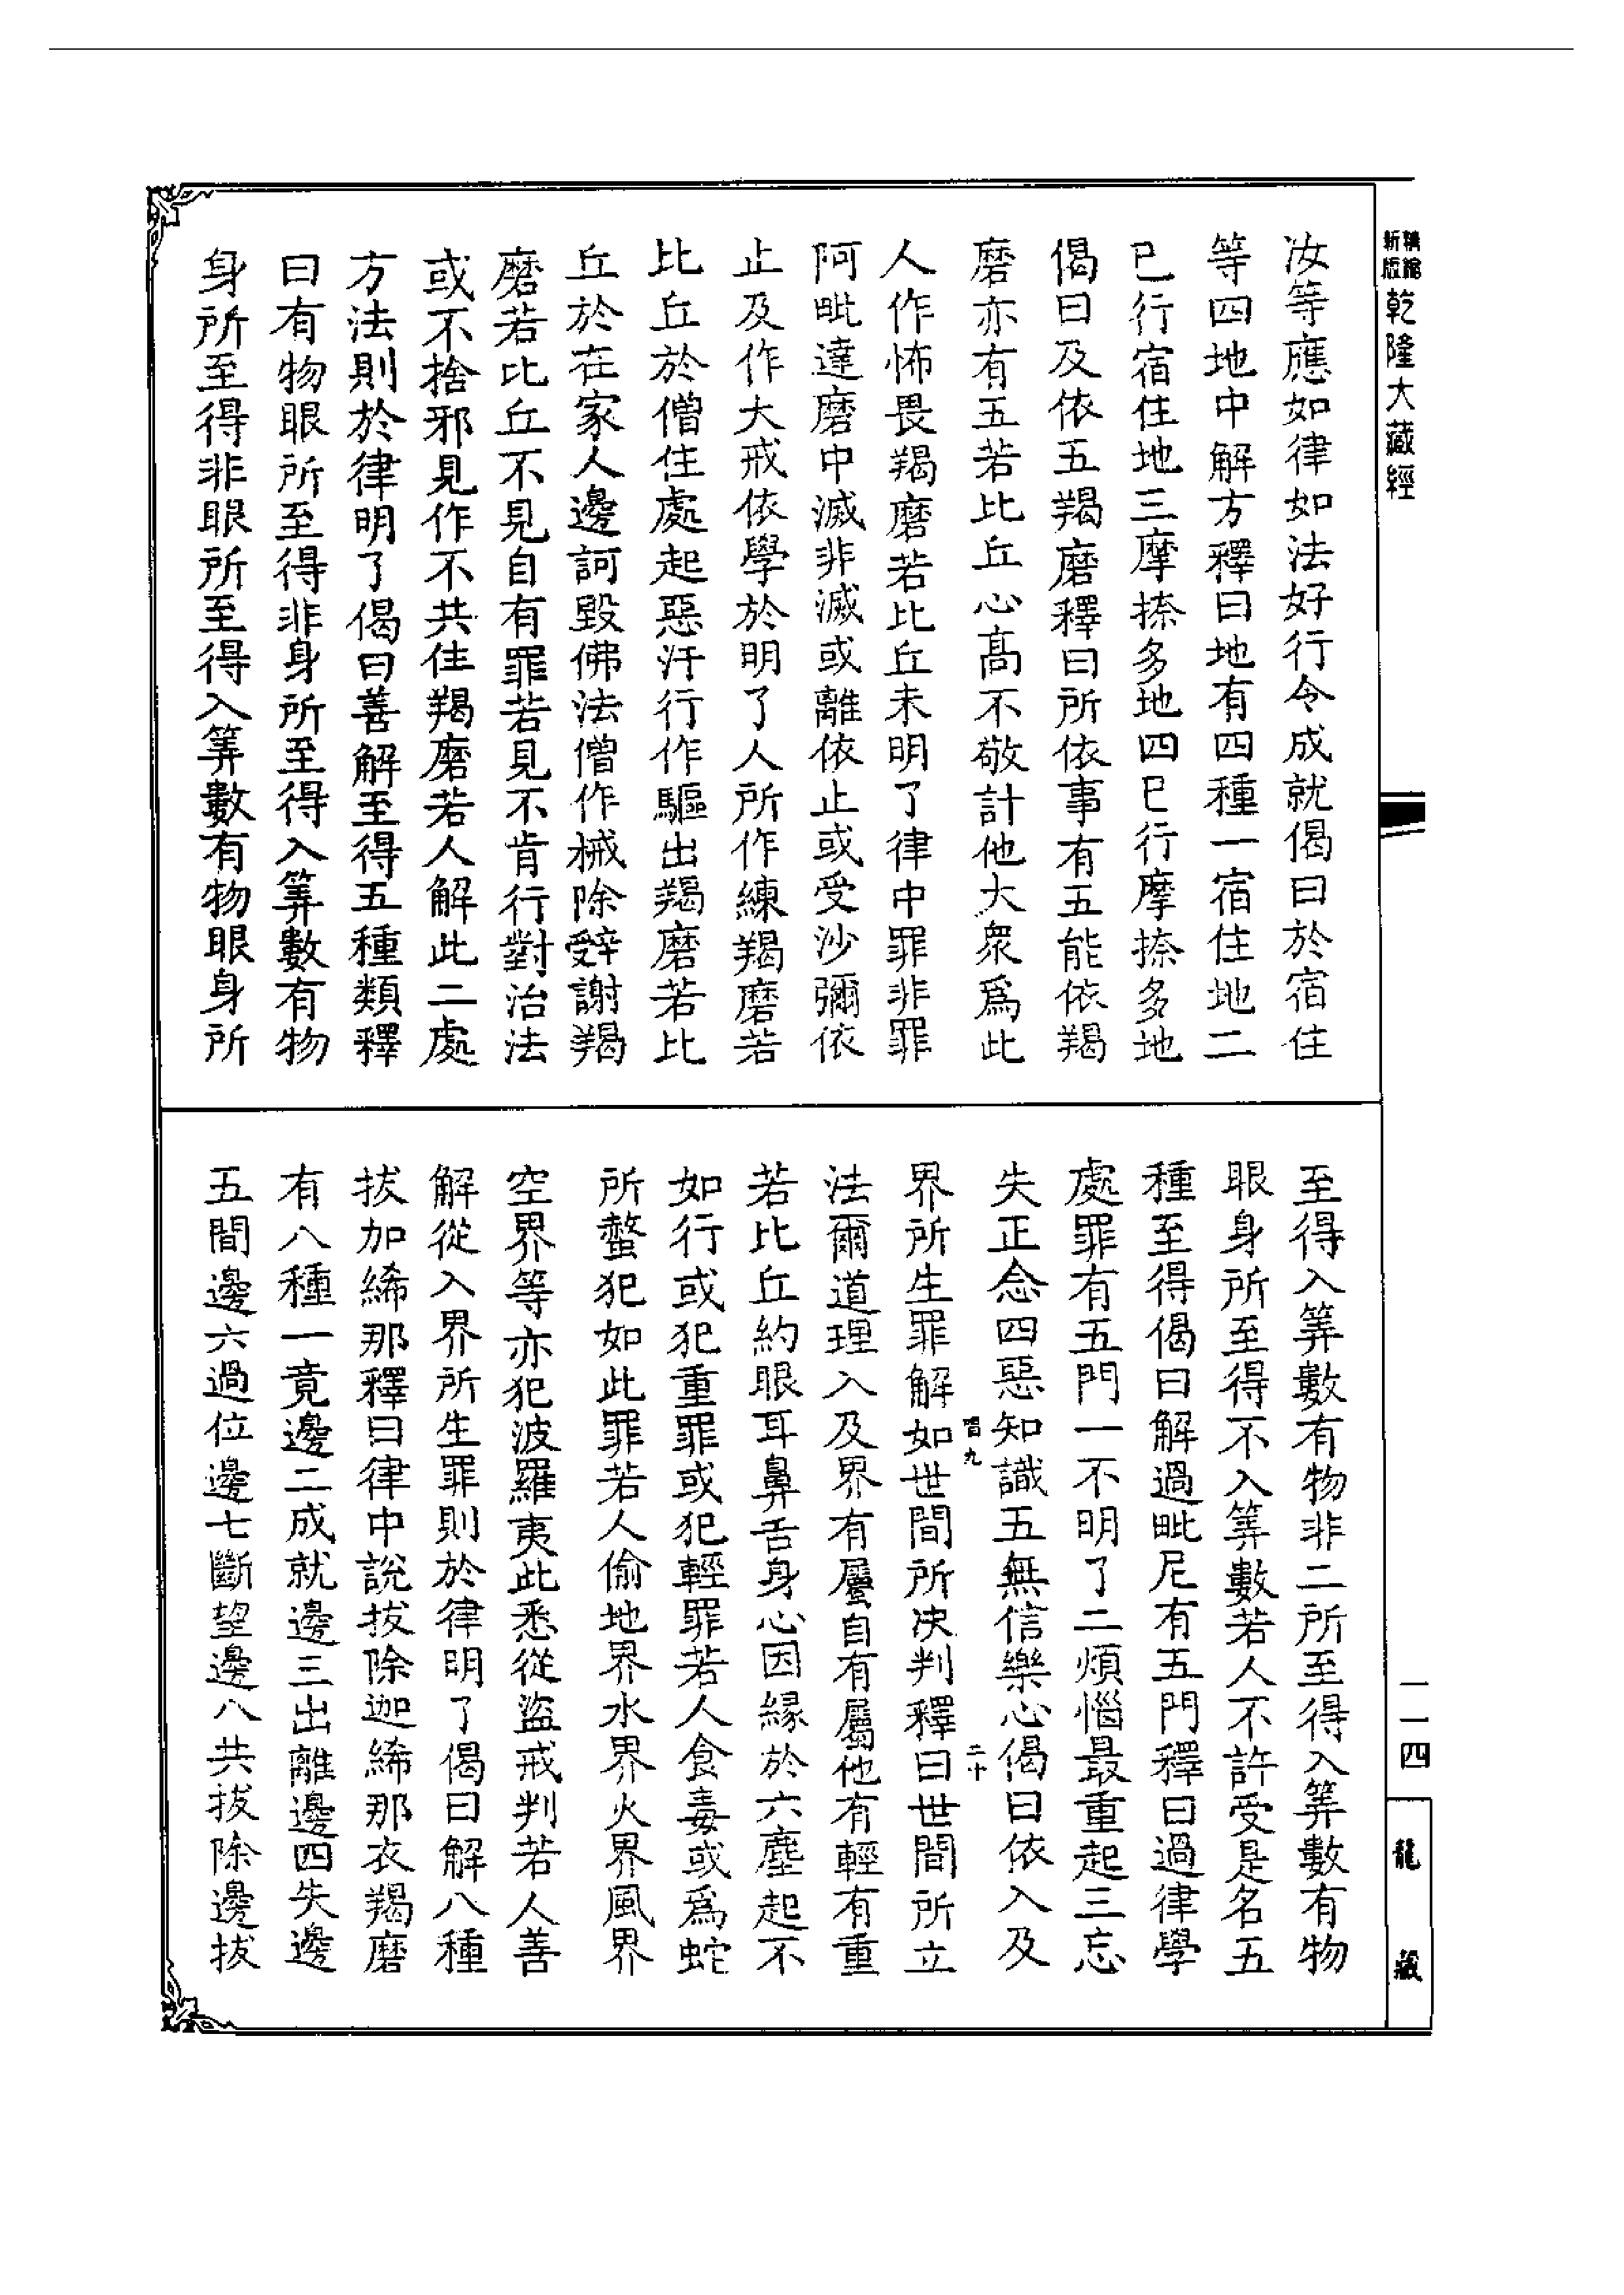 新版精縮
乾隆大藏經
汝等應如律如法好行令成就偈曰於宿住
等四地中解方釋曰地有四種一宿住地二
已行宿住地三摩捺多地四已行摩捺多地
偈曰及依五羯磨釋曰所依事有五能依羯
磨亦有五若比丘心高不敬計他大衆爲此
人作怖畏羯磨若比丘未明了律中罪非罪
阿毗達磨中滅非滅或離依止或受沙彌依
止及作大戒依學於明了人所作練羯磨若
比丘於僧住處起惡汙行作驅出羯磨若比
丘於在家人邊訶毀佛法僧作械除辤謝羯
磨若比丘不見自有罪若見不肯行對治法
或不捨邪見作不共住羯磨若人解此二處
方法則於律明了偈曰善解至得五種類釋
曰有物眼所至得非身所至得入筭數有物
身所至得非眼所至得入筭數有物眼身所
至得入筭數有物非二所至得入筭數有物
眼身所至得不入筭數若人不許受是名五
種至得偈曰解過毗尼有五門釋曰過律學
處罪有五門一不明了二煩惱最重起三忘
失正念四惡知識五無信樂心偈曰依入及
九
二十
界所生罪解如世間所決判釋曰世間所立
法爾道理入及界有屬自有屬他有輕有重
若比丘約眼耳鼻舌身心因緣於六塵起不
如行或犯重罪或犯輕罪若人食毒或爲蛇
所螫犯如此罪若人偷地界水界火界風界
空界等亦犯波羅夷此悉從盜戒判若人善
解從入界所生罪則於律明了偈曰解八種
拔加絺那釋曰律中說拔除迦絺那衣羯磨
有八種一竟邊二成就邊三出離邊四失邊
五間邊六過位邊七斷望邊八共拔除邊拔
一一四
龍藏